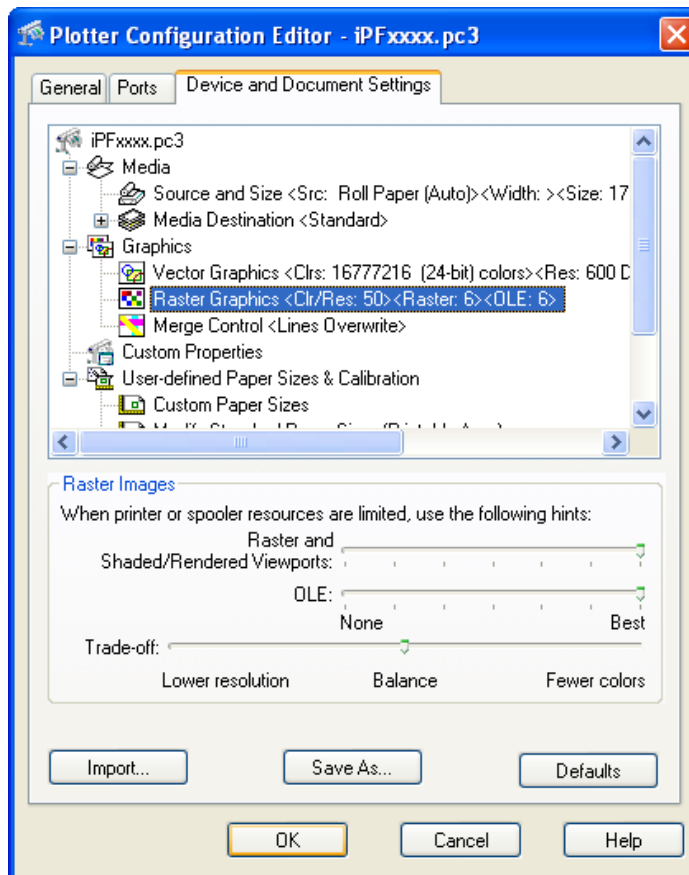 Plotter Configuration Editor - iPFxxxx.pc3
General Ports Device and Document Settings
iPFxxxx.pc3
Media
Source and Size <Src: Roll Paper (Auto)><Width: ><Size: 17
Media Destination <Standard>
Graphics
Vector Graphics <Clrs: 16777216 (24-bit) colors><Res: 600 D
Raster Graphics <Clr/Res: 50><Raster: 6><OLE: 6>
Merge Control <Lines Overwrite>
Custom Properties
User-defined Paper Sizes & Calibration
Custom Paper Sizes
Raster Images
When printer or spooler resources are limited, use the following hints:
Raster and
Shaded/Rendered Viewports:
OLE:
None Best
Trade-off:
Lower resolution Balance Fewer colors
Import... Save As... Defaults
OK Cancel Help